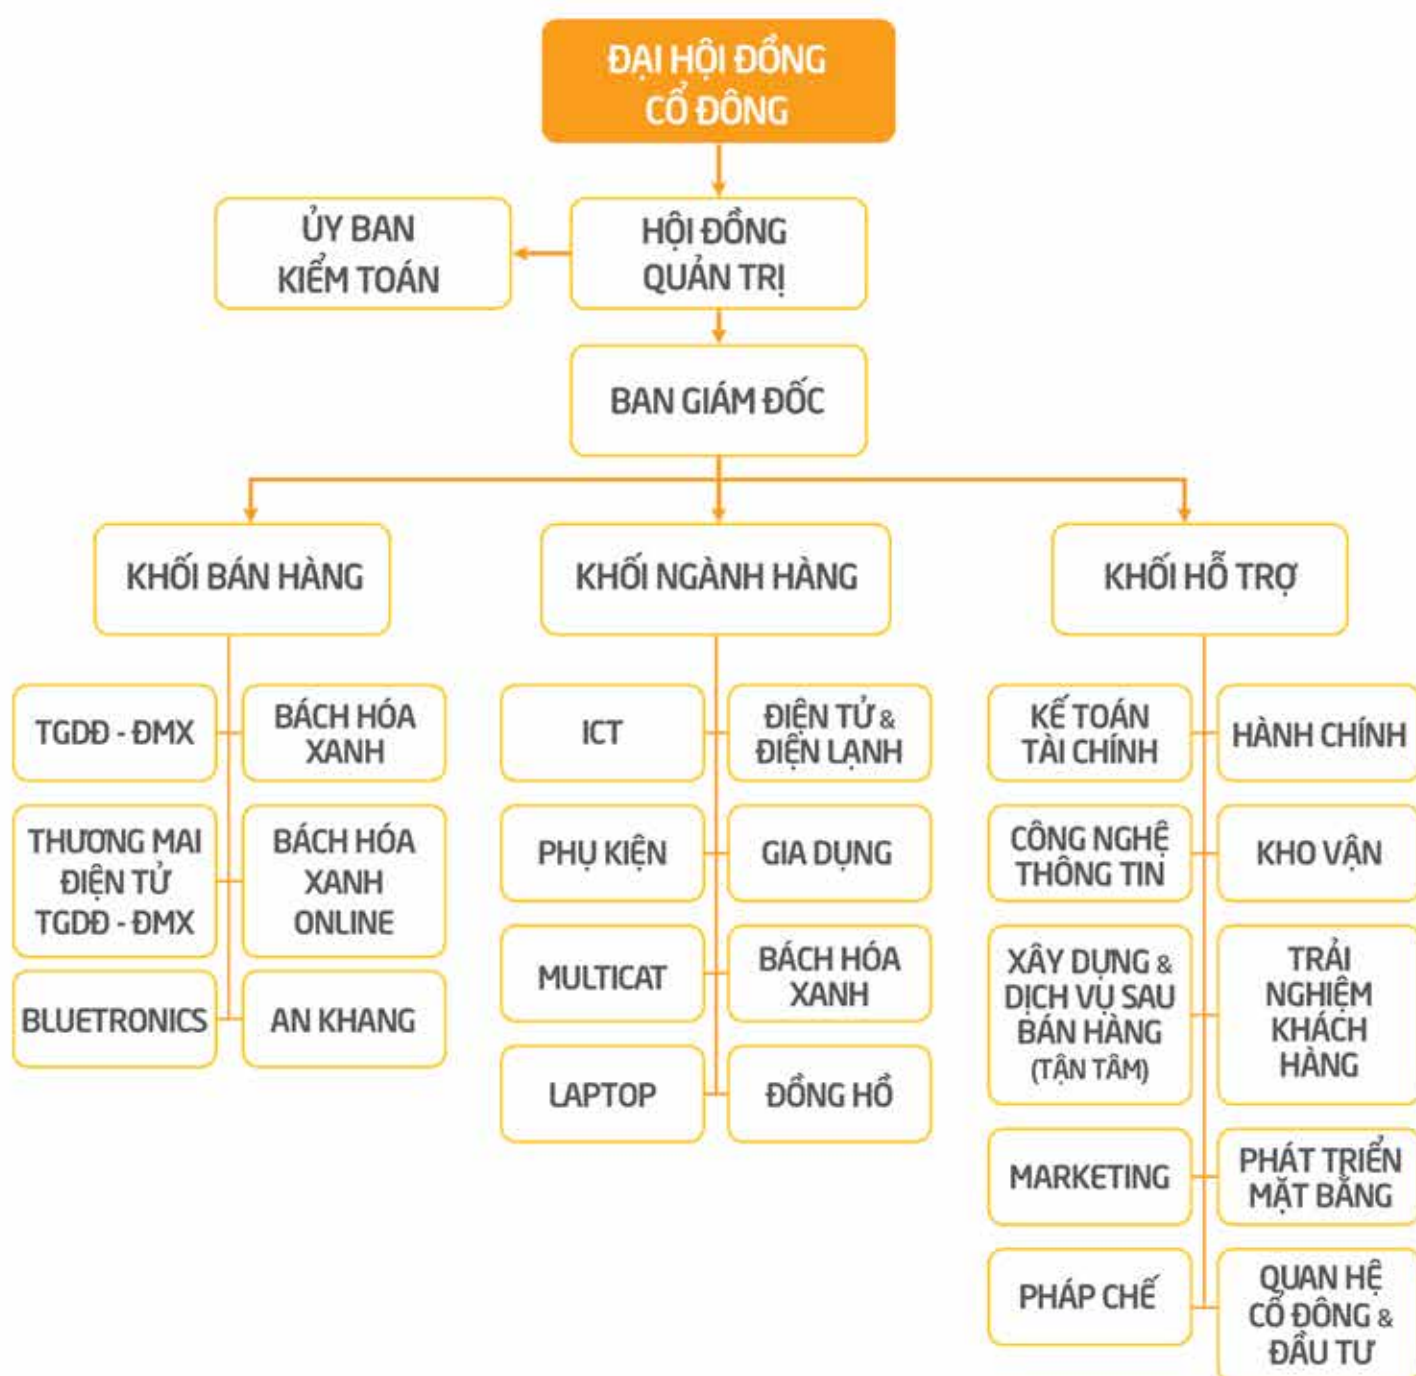 ĐẠI HỘI ĐỒNG
CỔ ĐÔNG
ỦY BAN
KIỂM TOÁN
HỘI ĐỒNG
QUẢN TRỊ
BAN GIÁM ĐỐC
KHỐI BÁN HÀNG
TGDĐ - ĐMX
BÁCH HÓA
XANH
THƯƠNG MAI
ĐIỆN TỬ
TGDĐ - ĐMX
BÁCH HÓA
XANH
ONLINE
BLUETRONICS
AN KHANG
KHỐI NGÀNH HÀNG
ICT
ĐIỆN TỬ &
ĐIỆN LẠNH
PHỤ KIỆN
GIA DỤNG
MULTICAT
BÁCH HÓA
XANH
LAPTOP
ĐỒNG HỒ
KHỐI HỖ TRỢ
KẾ TOÁN
TÀI CHÍNH
HÀNH CHÍNH
CÔNG NGHỆ
THÔNG TIN
KHO VẬN
XÂY DỰNG &
DỊCH VỤ SAU
BÁN HÀNG
(TẬN TÂM)
TRẢI
NGHIỆM
KHÁCH
HÀNG
MARKETING
PHÁT TRIỂN
MẶT BẰNG
PHÁP CHẾ
QUAN HỆ
CỔ ĐÔNG &
ĐẦU TƯ